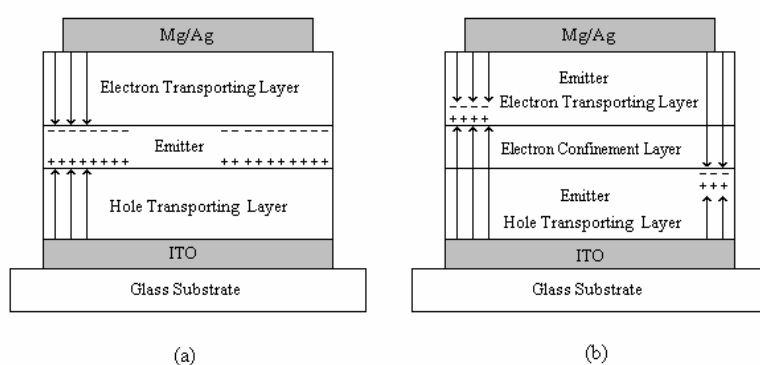 Mg/Ag
Electron Transporting Layer
Emitter
Hole Transporting Layer
ITO
Glass Substrate
(a)
Mg/Ag
Emitter
Electron Transporting Layer
Electron Confinement Layer
Emitter
Hole Transporting Layer
ITO
Glass Substrate
(b)